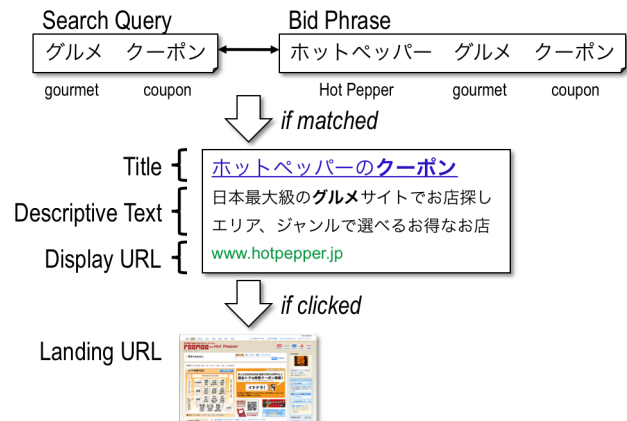 Search Query
Bid Phrase
グルメ クーポン
ホットペッパー グルメ クーポン
gourmet coupon
Hot Pepper gourmet coupon
if matched
Title
ホットペッパーのクーポン
Descriptive Text
日本最大級のグルメサイトでお店探し
エリア、ジャンルで選べるお得なお店
Display URL
www.hotpepper.jp
if clicked
Landing URL
FooMoo by Hot Pepper